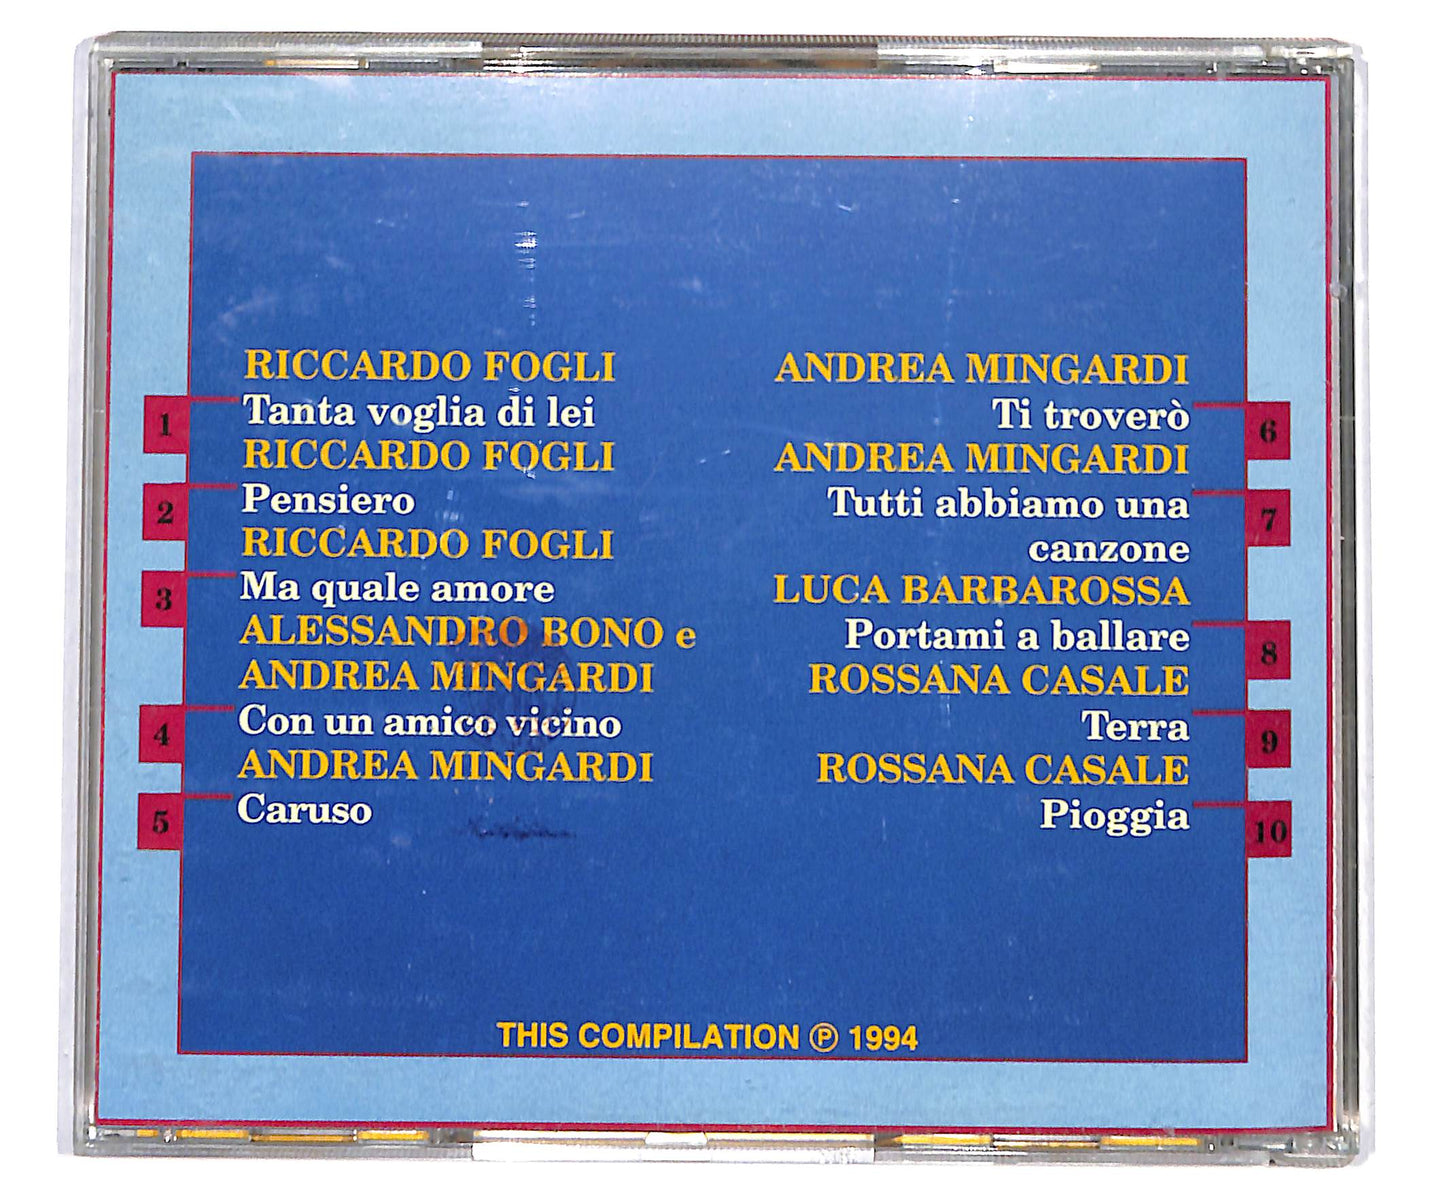 RICCARDO FOGLI
1 Tanta voglia di lei
RICCARDO FOGLI
2 Pensiero
RICCARDO FOGLI
3 Ma quale amore
ALESSANDRO BONO e
ANDREA MINGARDI
4 Con un amico vicino
ANDREA MINGARDI
5 Caruso
ANDREA MINGARDI
Ti troverò 6
ANDREA MINGARDI
Tutti abbiamo una 7
canzone
LUCA BARBAROSSA
Portami a ballare 8
ROSSANA CASALE
Terra 9
ROSSANA CASALE
Pioggia 10
THIS COMPILATION ℗ 1994